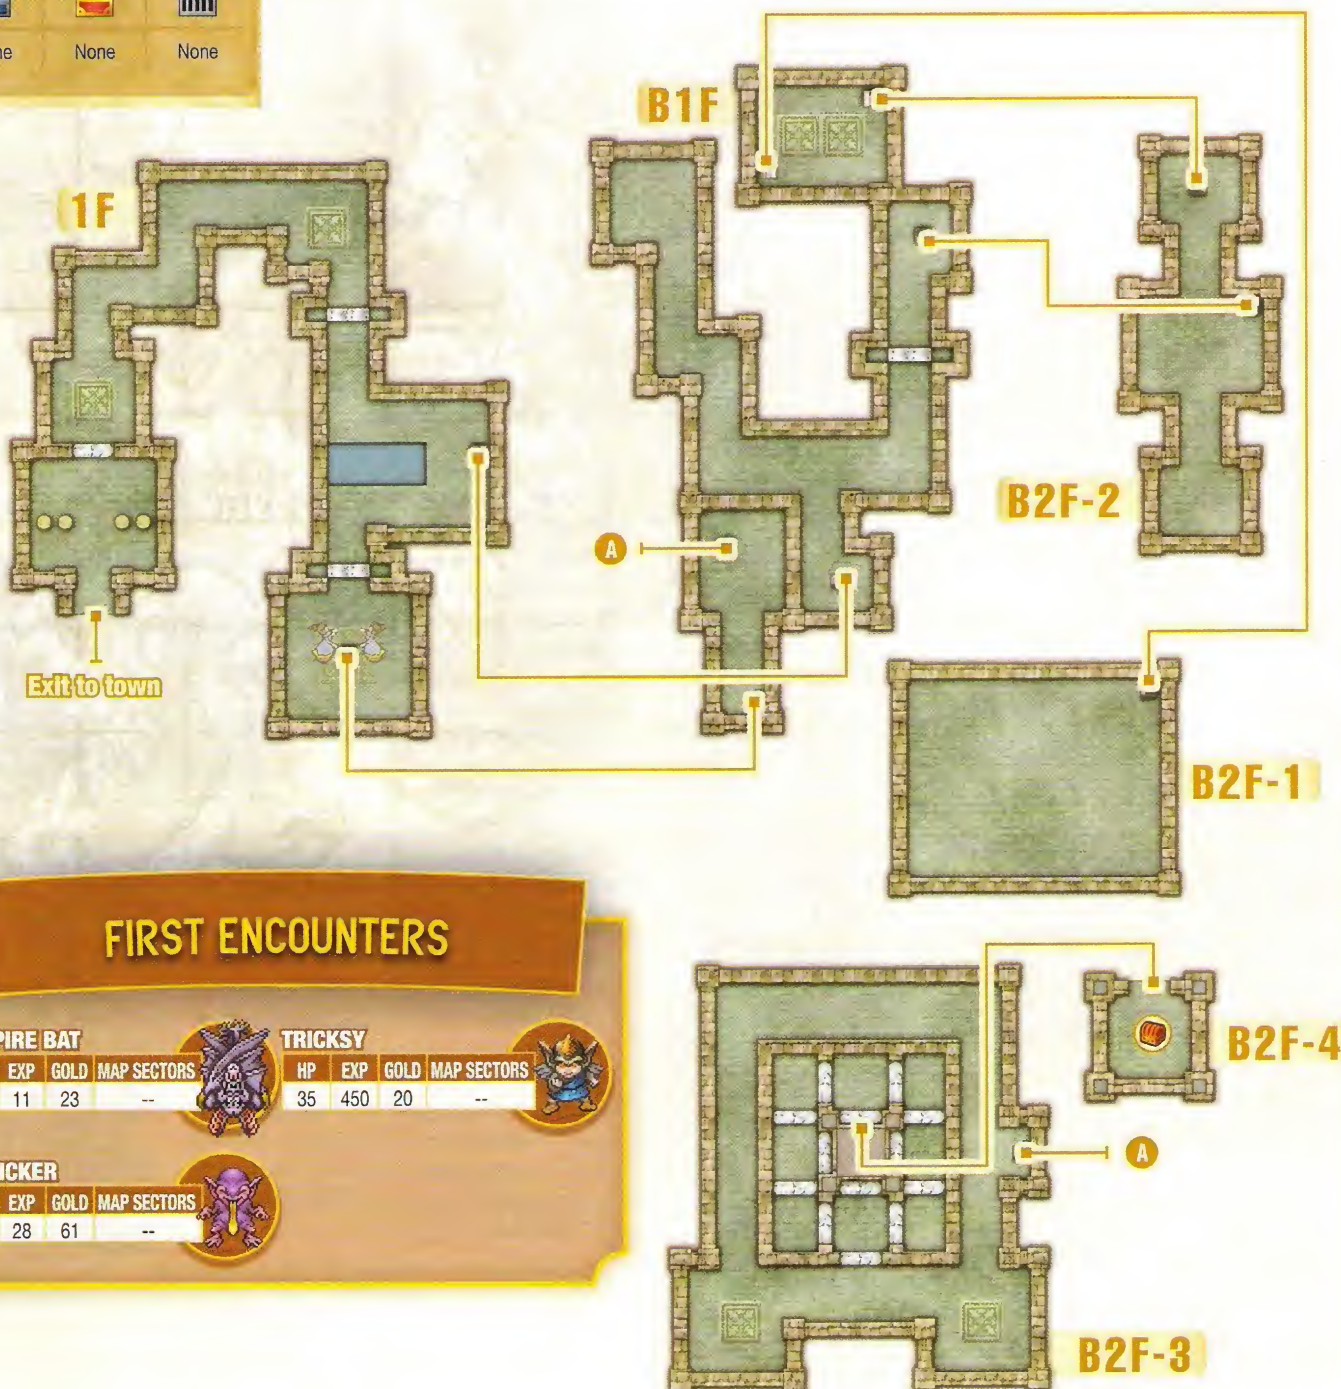 None None
1F
B1F
B2F-2
A
Exit to town
B2F-1
FIRST ENCOUNTERS
TRICKSY
EXP GOLD MAP SECTORS
11 23 --
HP EXP GOLD MAP SECTORS
35 450 20 --
EXP GOLD MAP SECTORS
28 61 --
B2F-4
A
B2F-3